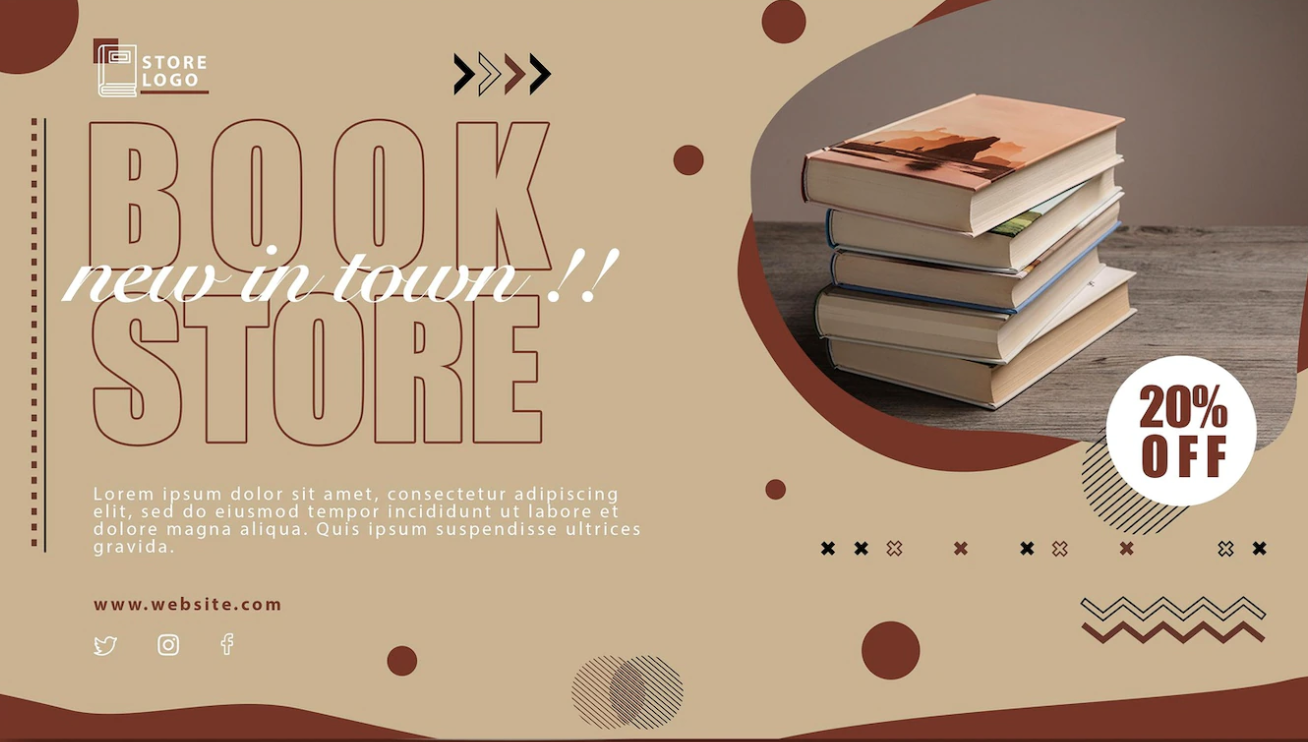 STORE
LOGO
BOOK
new in town !!
STORE
Lorem ipsum dolor sit amet, consectetur adipiscing
elit, sed do eiusmod tempor incididunt ut labore et
dolore magna aliqua. Quis ipsum suspendisse ultrices
gravida.
www.website.com
20%
OFF